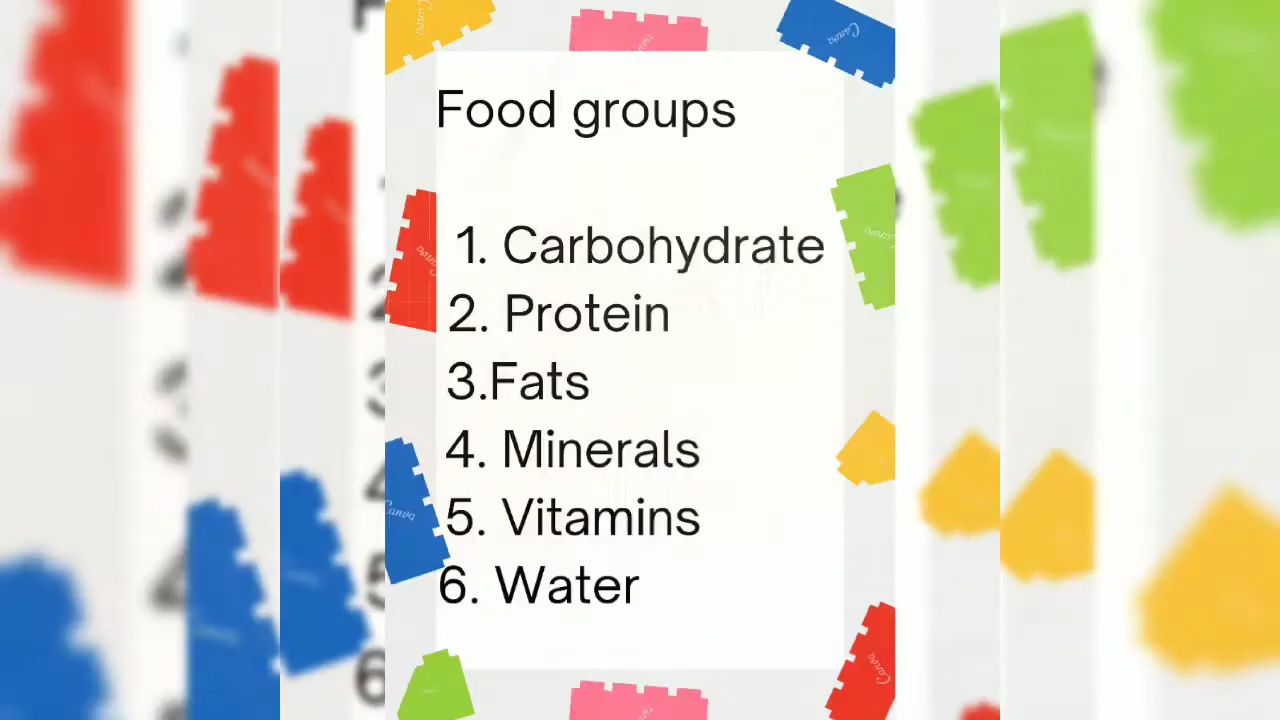 Food groups
1. Carbohydrate
2. Protein
3.Fats
4. Minerals
5. Vitamins
6. Water